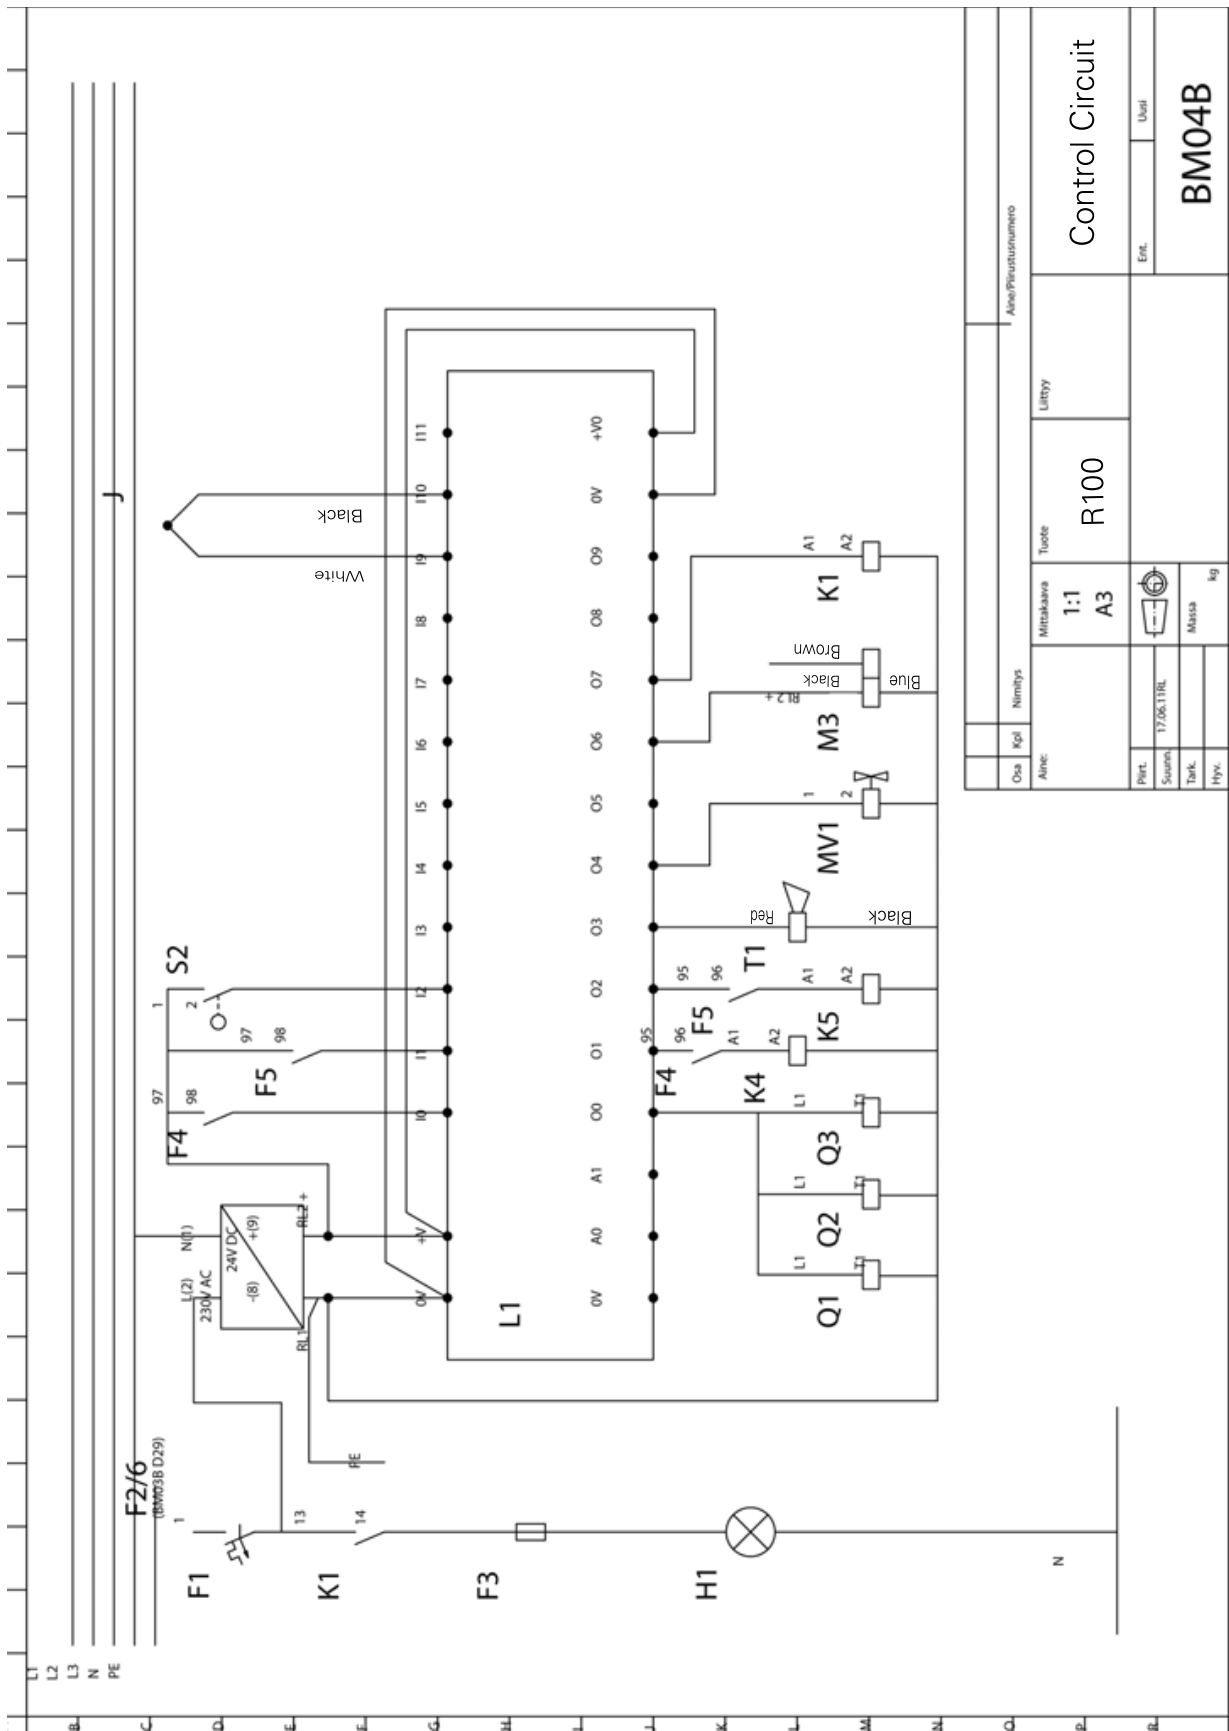 L1
L2
L3
N
PE
B
C
D
E
F
G
H
I
J
K
L
M
N
O
P
R
J
F2/6
(BM03B D29)
F1
1
K1
13
14
F3
H1
N
PE
L(2)
N(1)
230V AC
24V DC
-(8)
+(9)
RL1
RL2+
F4
97
98
F5
97
98
S2
1
2
White
Black
0V
+V
I0
I1
I2
I3
I4
I5
I6
I7
I8
I9
I10
I11
L1
0V
A0
A1
O0
O1
O2
O3
O4
O5
O6
O7
O8
O9
0V
+V0
Q1
L1
T1
Q2
L1
T1
Q3
L1
T1
F4
95
96
K4
A1
A2
F5
95
96
K5
A1
A2
T1
Red
Black
MV1
1
2
M3
RL2+
Black
Brown
Blue
K1
A1
A2
Osa
Kpl
Nimitys
Aine/Piirustusnumero
Aine:
Mittakaava
1:1
A3
Tuote
R100
Liittyy
Control Circuit
Piirt.
Suunn.
17.06.11RL
Tark.
Hyv.
Massa
kg
Ent.
Uusi
BM04B